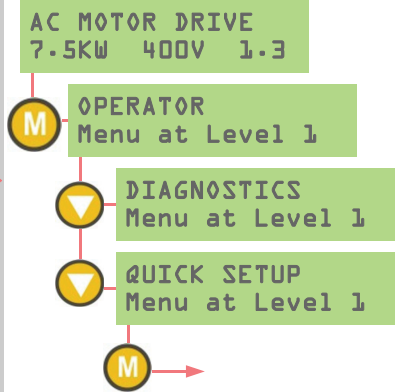 AC MOTOR DRIVE
7.5KW 400V 1.3
M
OPERATOR
Menu at Level 1
DIAGNOSTICS
Menu at Level 1
QUICK SETUP
Menu at Level 1
M